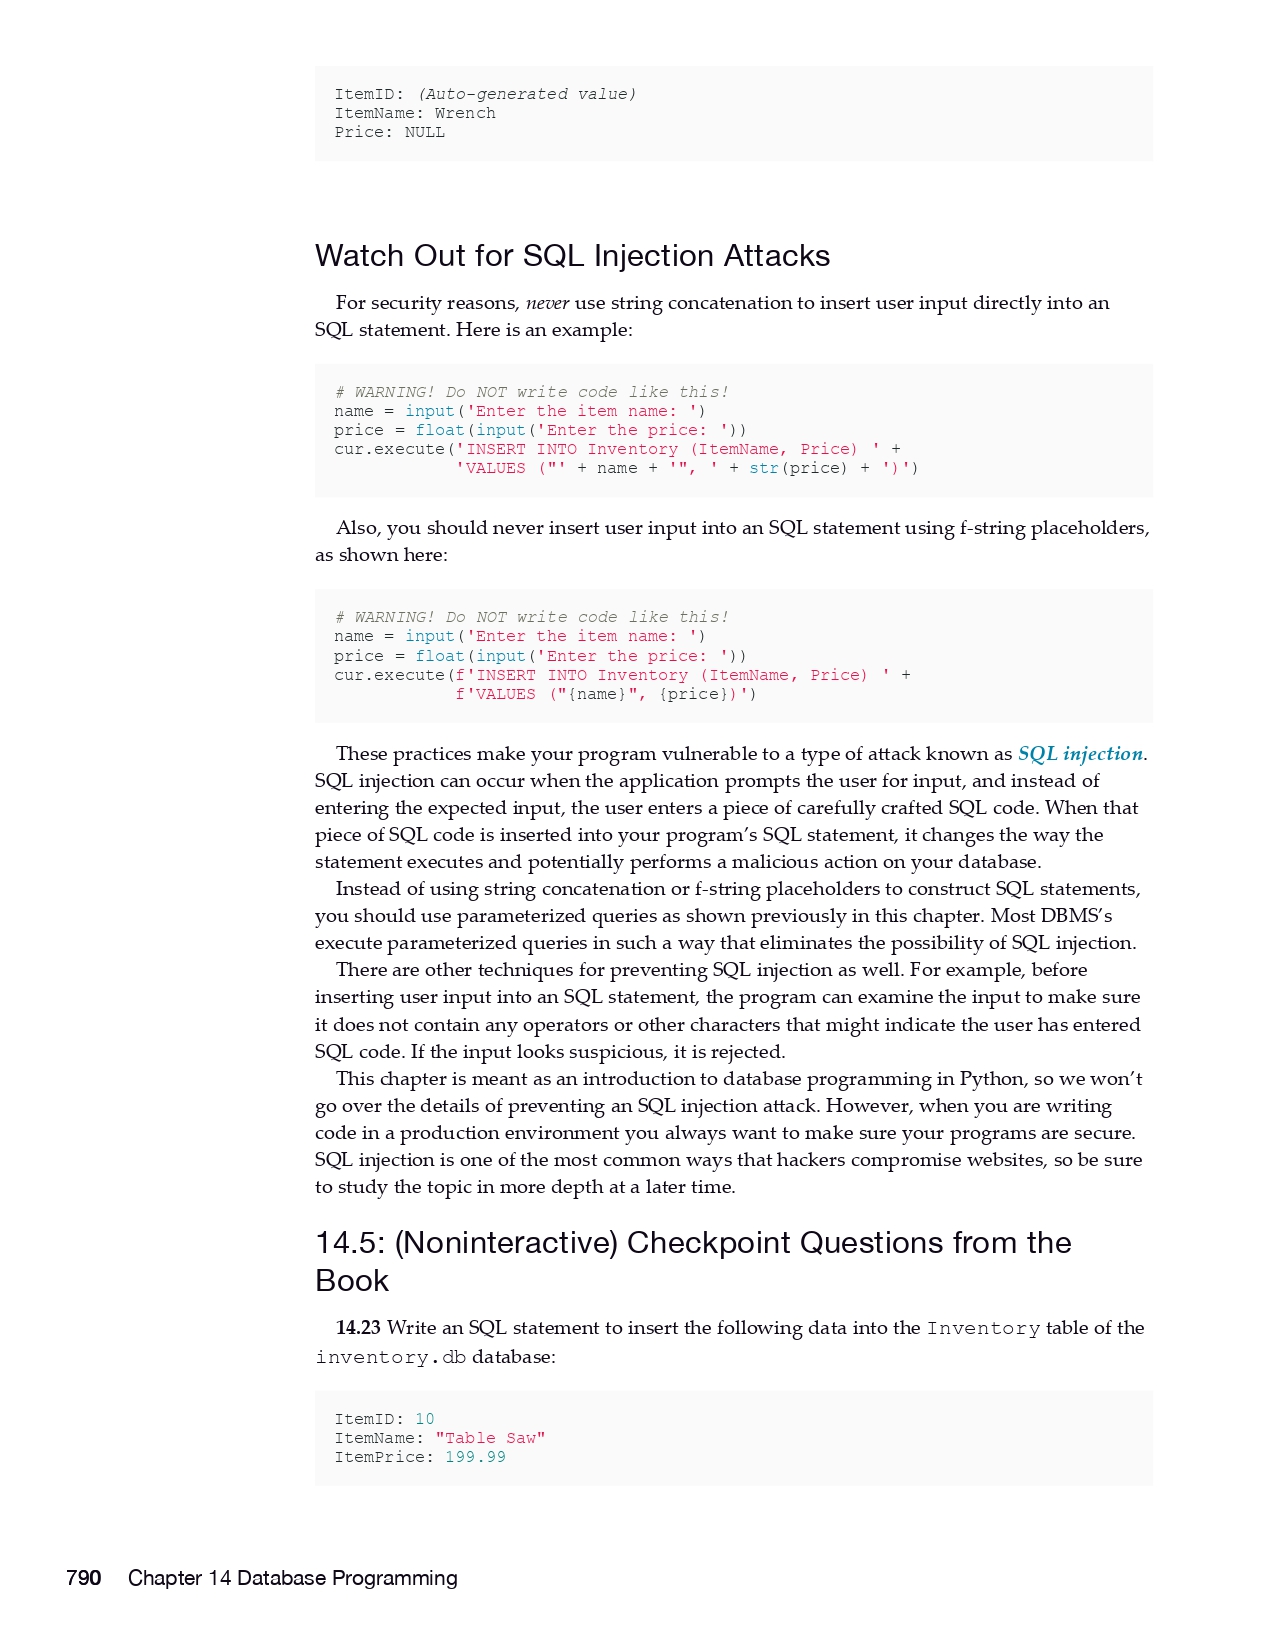 ItemID: (Auto-generated value)
ItemName: Wrench
Price: NULL
Watch Out for SQL Injection Attacks
For security reasons, never use string concatenation to insert user input directly into an
SQL statement. Here is an example:
# WARNING! Do NOT write code like this!
name = input('Enter the item name: ')
price = float(input('Enter the price: '))
cur.execute('INSERT INTO Inventory (ItemName, Price) ' +
            'VALUES ("' + name + '", ' + str(price) + ')')
Also, you should never insert user input into an SQL statement using f-string placeholders,
as shown here:
# WARNING! Do NOT write code like this!
name = input('Enter the item name: ')
price = float(input('Enter the price: '))
cur.execute(f'INSERT INTO Inventory (ItemName, Price) ' +
            f'VALUES ("{name}", {price})')
These practices make your program vulnerable to a type of attack known as SQL injection.
SQL injection can occur when the application prompts the user for input, and instead of
entering the expected input, the user enters a piece of carefully crafted SQL code. When that
piece of SQL code is inserted into your program’s SQL statement, it changes the way the
statement executes and potentially performs a malicious action on your database.
Instead of using string concatenation or f-string placeholders to construct SQL statements,
you should use parameterized queries as shown previously in this chapter. Most DBMS’s
execute parameterized queries in such a way that eliminates the possibility of SQL injection.
There are other techniques for preventing SQL injection as well. For example, before
inserting user input into an SQL statement, the program can examine the input to make sure
it does not contain any operators or other characters that might indicate the user has entered
SQL code. If the input looks suspicious, it is rejected.
This chapter is meant as an introduction to database programming in Python, so we won’t
go over the details of preventing an SQL injection attack. However, when you are writing
code in a production environment you always want to make sure your programs are secure.
SQL injection is one of the most common ways that hackers compromise websites, so be sure
to study the topic in more depth at a later time.
14.5: (Noninteractive) Checkpoint Questions from the
Book
14.23 Write an SQL statement to insert the following data into the Inventory table of the
inventory.db database:
ItemID: 10
ItemName: "Table Saw"
ItemPrice: 199.99
790 Chapter 14 Database Programming